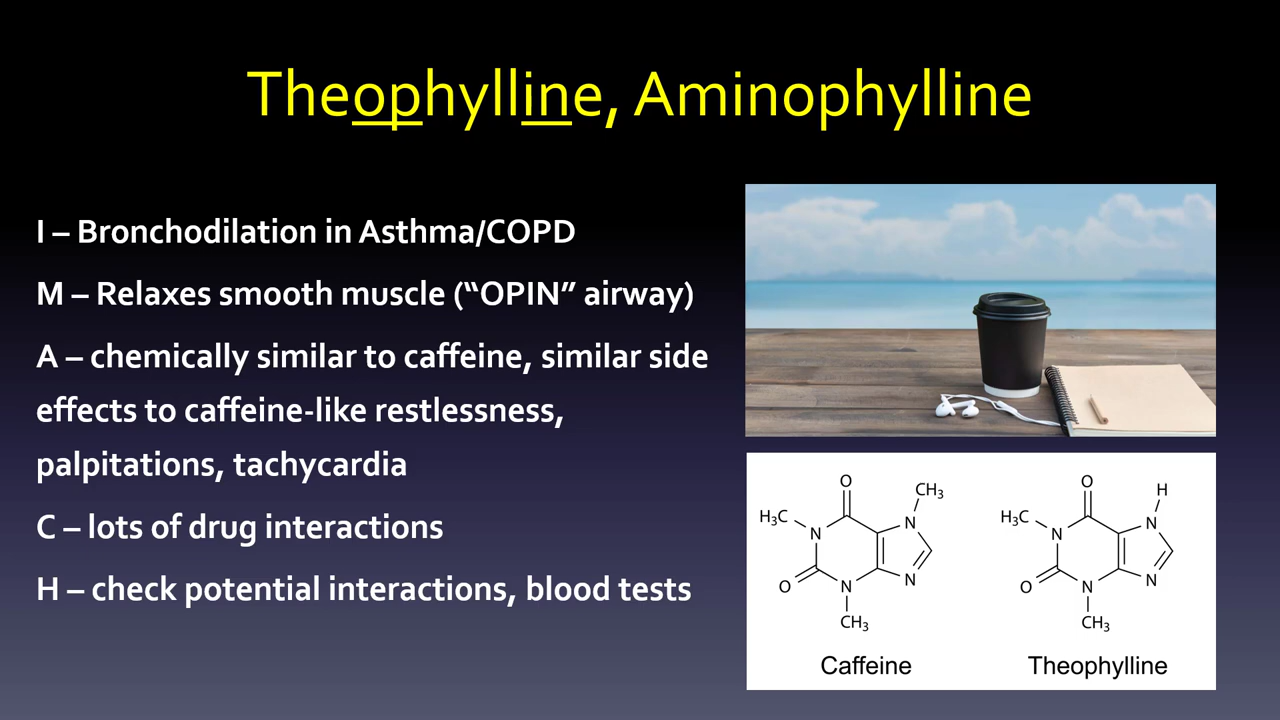 Theophylline, Aminophylline
I – Bronchodilation in Asthma/COPD
M – Relaxes smooth muscle (“OPIN” airway)
A – chemically similar to caffeine, similar side
effects to caffeine-like restlessness,
palpitations, tachycardia
C – lots of drug interactions
H – check potential interactions, blood tests
O
CH₃
H₃C
N
N
O
N
N
CH₃
Caffeine
O
H
H₃C
N
N
O
N
N
CH₃
Theophylline